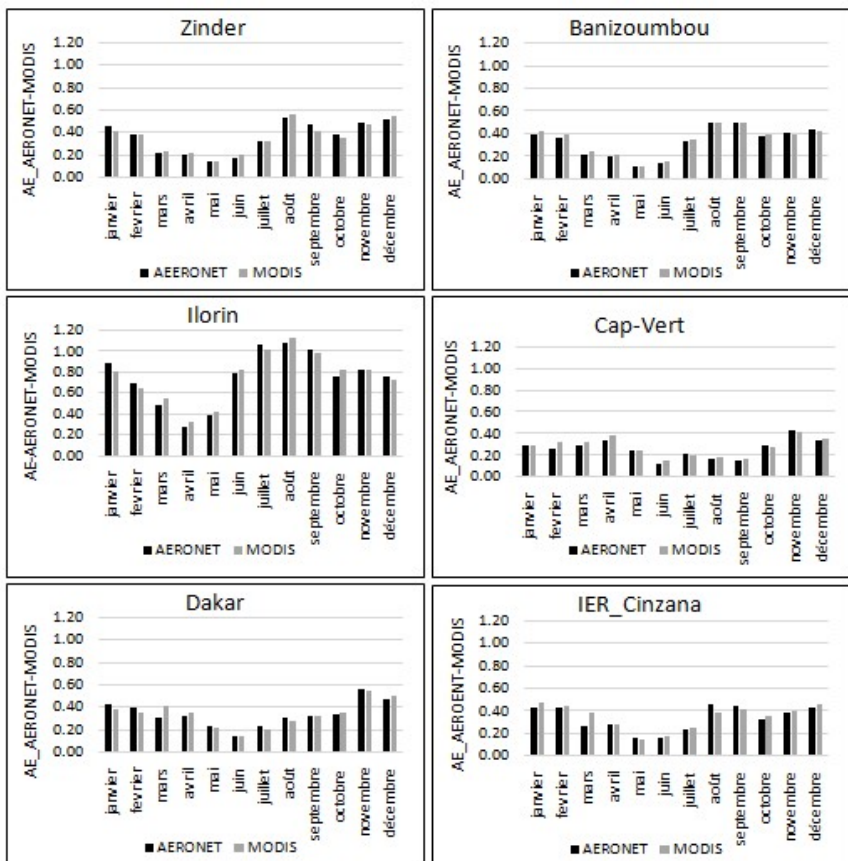 Zinder
AE_AERONET-MODIS
1.20
1.00
0.80
0.60
0.40
0.20
0.00
janvier
fevrier
mars
avril
mai
juin
juillet
août
septembre
octobre
novembre
décembre
AEERONET
MODIS
Banizoumbou
AE_AERONET-MODIS
1.20
1.00
0.80
0.60
0.40
0.20
0.00
janvier
fevrier
mars
avril
mai
juin
juillet
août
septembre
octobre
novembre
décembre
AERONET
MODIS
Ilorin
AE-AERONET-MODIS
1.20
1.00
0.80
0.60
0.40
0.20
0.00
janvier
fevrier
mars
avril
mai
juin
juillet
août
septembre
octobre
novembre
décembre
AERONET
MODIS
Cap-Vert
AE_AERONET-MODIS
1.20
1.00
0.80
0.60
0.40
0.20
0.00
janvier
fevrier
mars
avril
mai
juin
juillet
août
septembre
octobre
novembre
décembre
AERONET
MODIS
Dakar
AE_AERONET-MODIS
1.20
1.00
0.80
0.60
0.40
0.20
0.00
janvier
fevrier
mars
avril
mai
juin
juillet
août
septembre
octobre
novembre
décembre
AERONET
MODIS
IER_Cinzana
AE_AEROENT-MODIS
1.20
1.00
0.80
0.60
0.40
0.20
0.00
janvier
fevrier
mars
avril
mai
juin
juillet
août
septembre
octobre
novembre
décembre
AERONET
MODIS